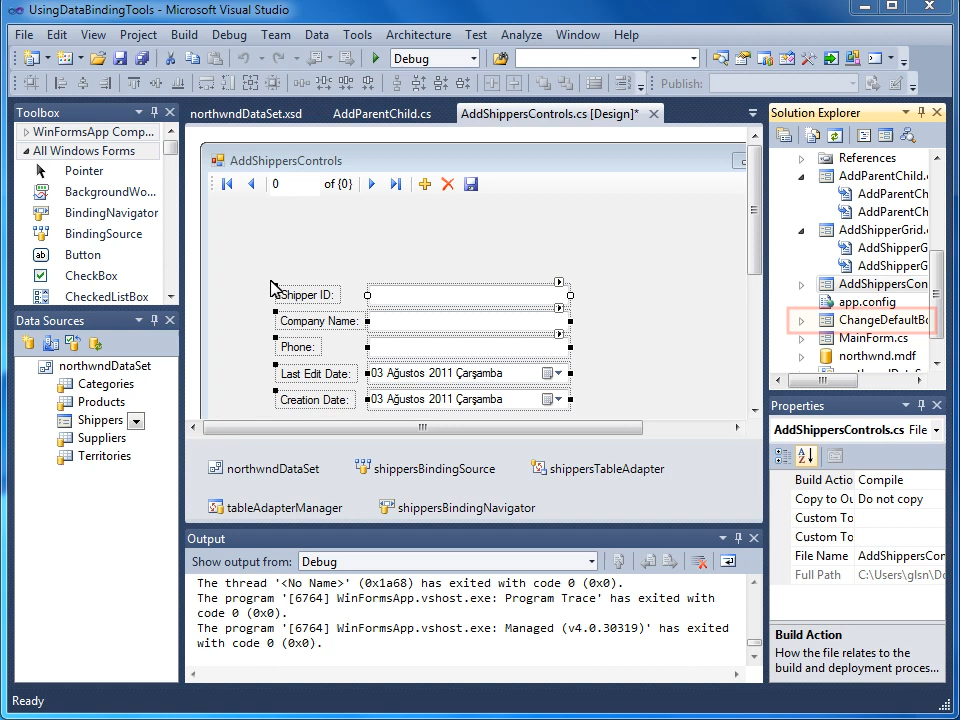 UsingDataBindingTools - Microsoft Visual Studio
File Edit View Project Build Debug Team Data Tools Architecture Test Analyze Window Help
Debug
Publish:
Toolbox
WinFormsApp Comp...
All Windows Forms
Pointer
BackgroundWo...
BindingNavigator
BindingSource
Button
CheckBox
CheckedListBox
Data Sources
northwndDataSet
Categories
Products
Shippers
Suppliers
Territories
northwndDataSet.xsd AddParentChild.cs AddShippersControls.cs [Design]*
AddShippersControls
0 of {0}
Shipper ID:
Company Name:
Phone:
Last Edit Date: 03 Ağustos 2011 Çarşamba
Creation Date: 03 Ağustos 2011 Çarşamba
northwndDataSet shippersBindingSource shippersTableAdapter
tableAdapterManager shippersBindingNavigator
Output
Show output from: Debug
The thread '<No Name>' (0x1a68) has exited with code 0 (0x0).
The program '[6764] WinFormsApp.vshost.exe: Program Trace' has exited with
code 0 (0x0).
The program '[6764] WinFormsApp.vshost.exe: Managed (v4.0.30319)' has exited
with code 0 (0x0).
Solution Explorer
References
AddParentChild.
AddParentCh
AddParentCh
AddShipperGrid.
AddShipperG
AddShipperG
AddShippersCon
app.config
ChangeDefaultBo
MainForm.cs
northwnd.mdf
Properties
AddShippersControls.cs File
Build Actio Compile
Copy to Ou Do not copy
Custom To
Custom To
File Name AddShippersCon
Full Path C:\Users\glsn\Do
Build Action
How the file relates to the
build and deployment proces...
Ready